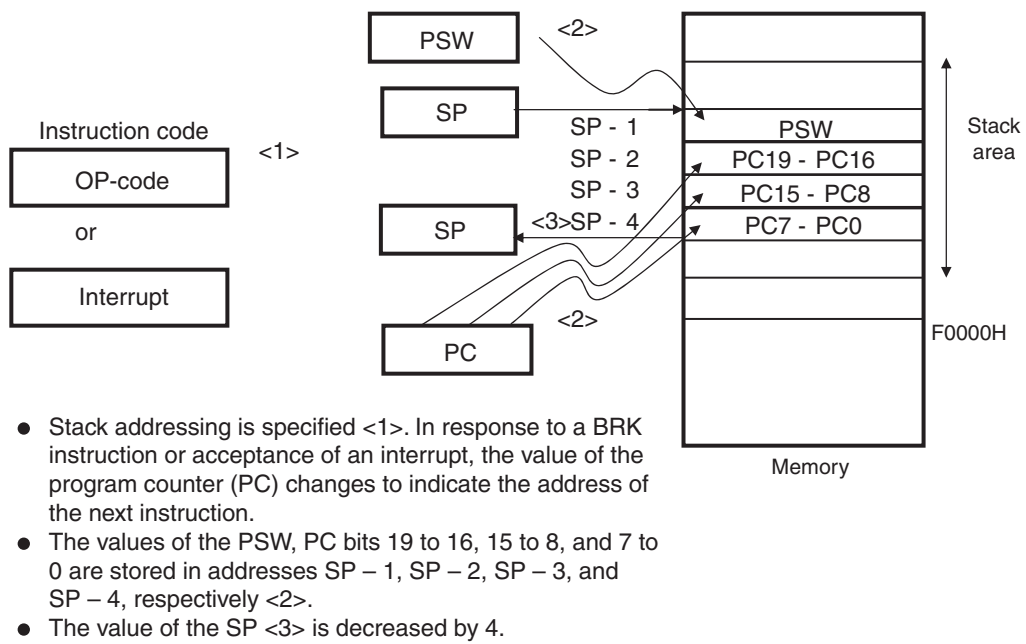 PSW
<2>
SP
Instruction code
<1>
OP-code
or
Interrupt
SP - 1
SP - 2
SP - 3
<3>SP - 4
SP
<2>
PC
PSW
PC19 - PC16
PC15 - PC8
PC7 - PC0
Stack
area
F0000H
Memory
● Stack addressing is specified <1>. In response to a BRK
instruction or acceptance of an interrupt, the value of the
program counter (PC) changes to indicate the address of
the next instruction.
● The values of the PSW, PC bits 19 to 16, 15 to 8, and 7 to
0 are stored in addresses SP – 1, SP – 2, SP – 3, and
SP – 4, respectively <2>.
● The value of the SP <3> is decreased by 4.